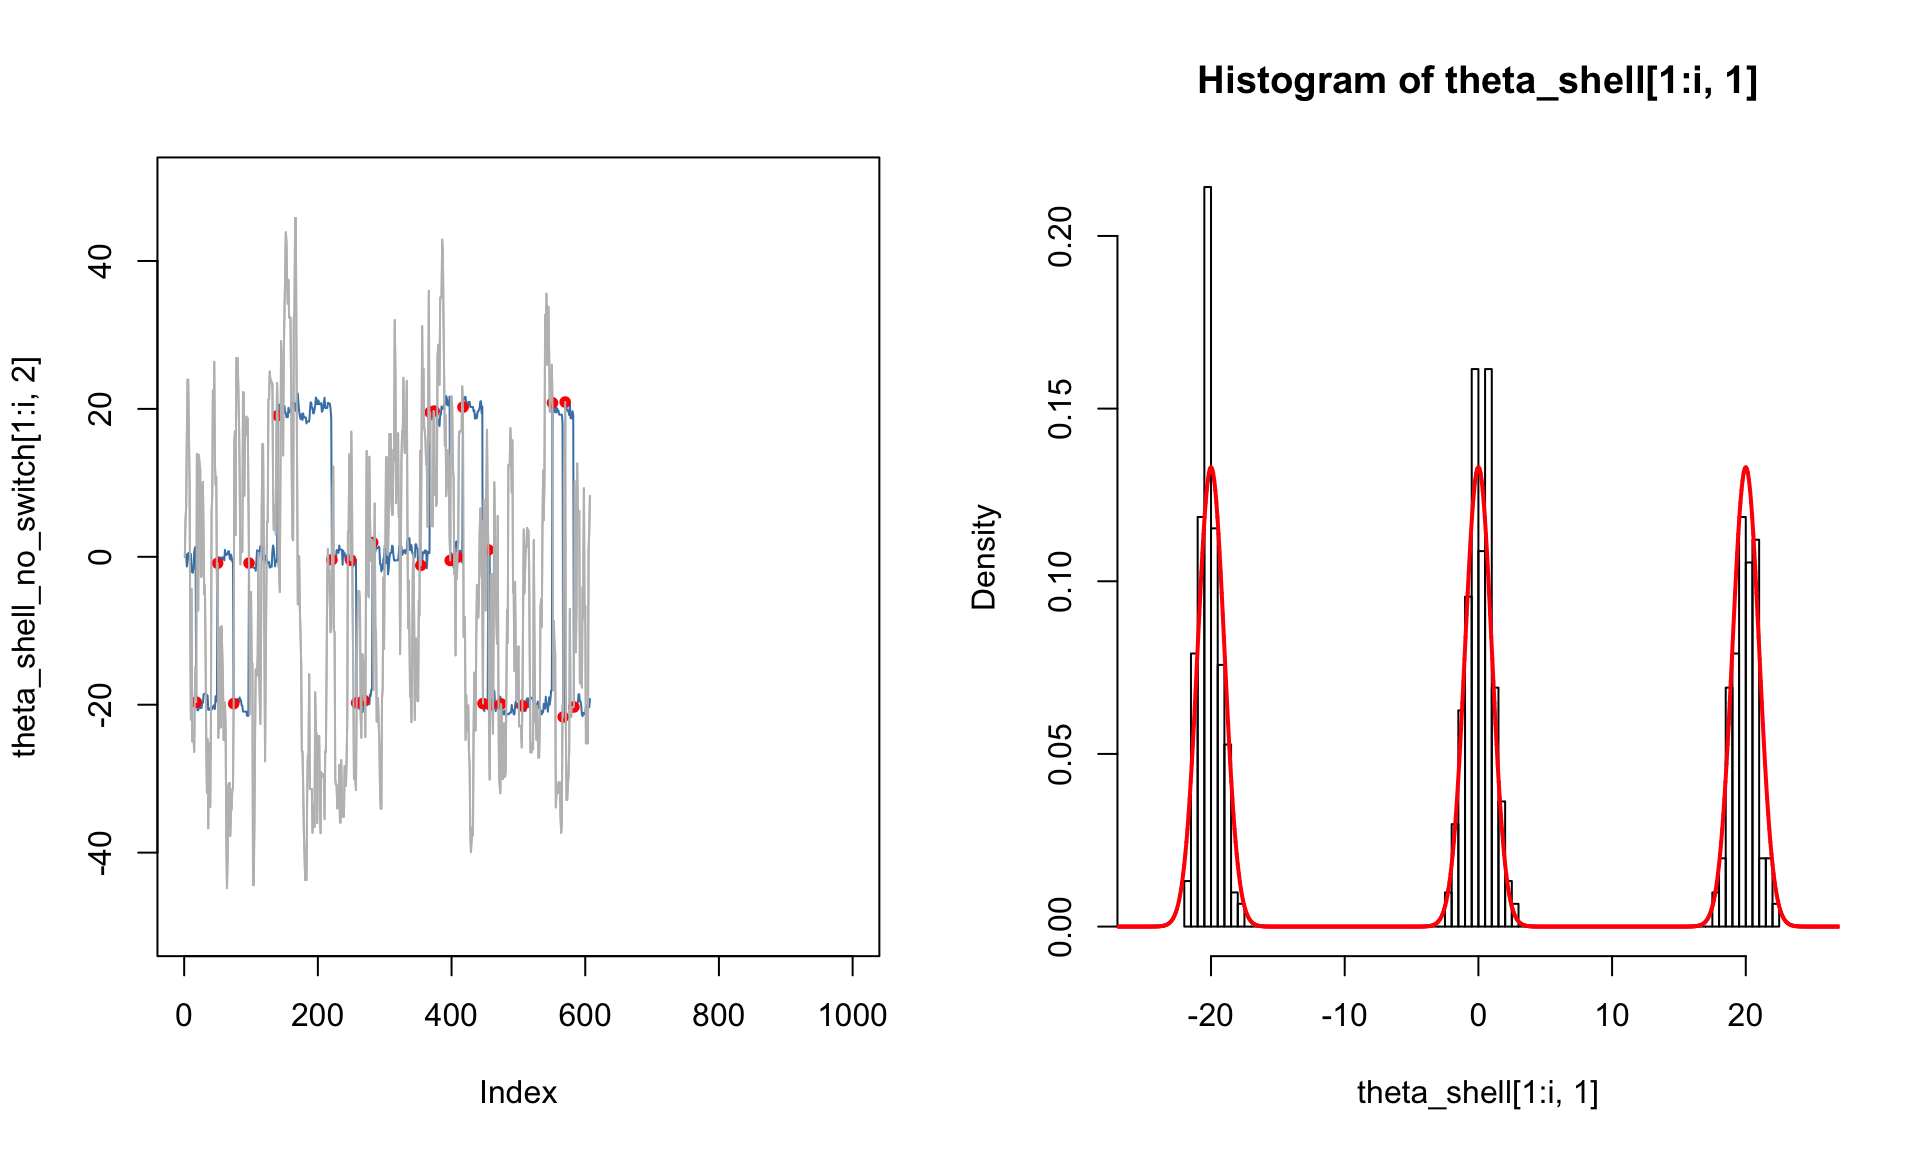 theta_shell_no_switch[1:i, 2]
40
20
0
-20
-40
0 200 400 600 800 1000
Index
Histogram of theta_shell[1:i, 1]
Density
0.20
0.15
0.10
0.05
0.00
-20 -10 0 10 20
theta_shell[1:i, 1]